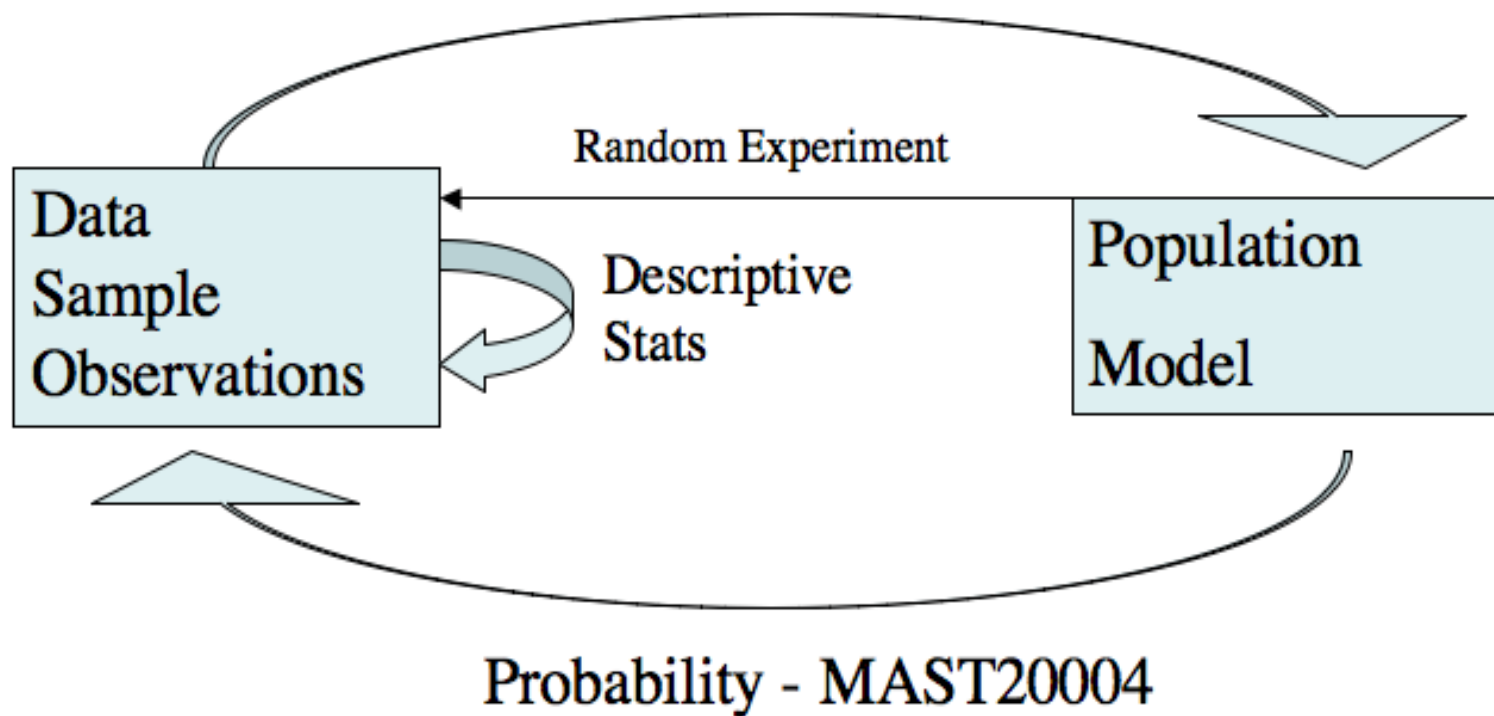 Random Experiment
Data
Sample
Observations
Descriptive
Stats
Population
Model
Probability - MAST20004